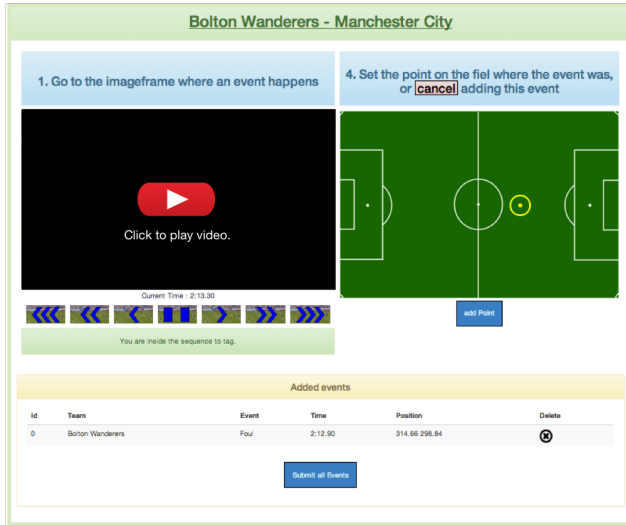 Bolton Wanderers - Manchester City
1. Go to the imageframe where an event happens
4. Set the point on the fiel where the event was,
or cancel adding this event
Click to play video.
Current Time : 2:13.30
add Point
You are inside the sequence to tag.
Added events
Id Team Event Time Position Delete
0 Bolton Wanderers Foul 2:12.90 314.66 298.84
Submit all Events